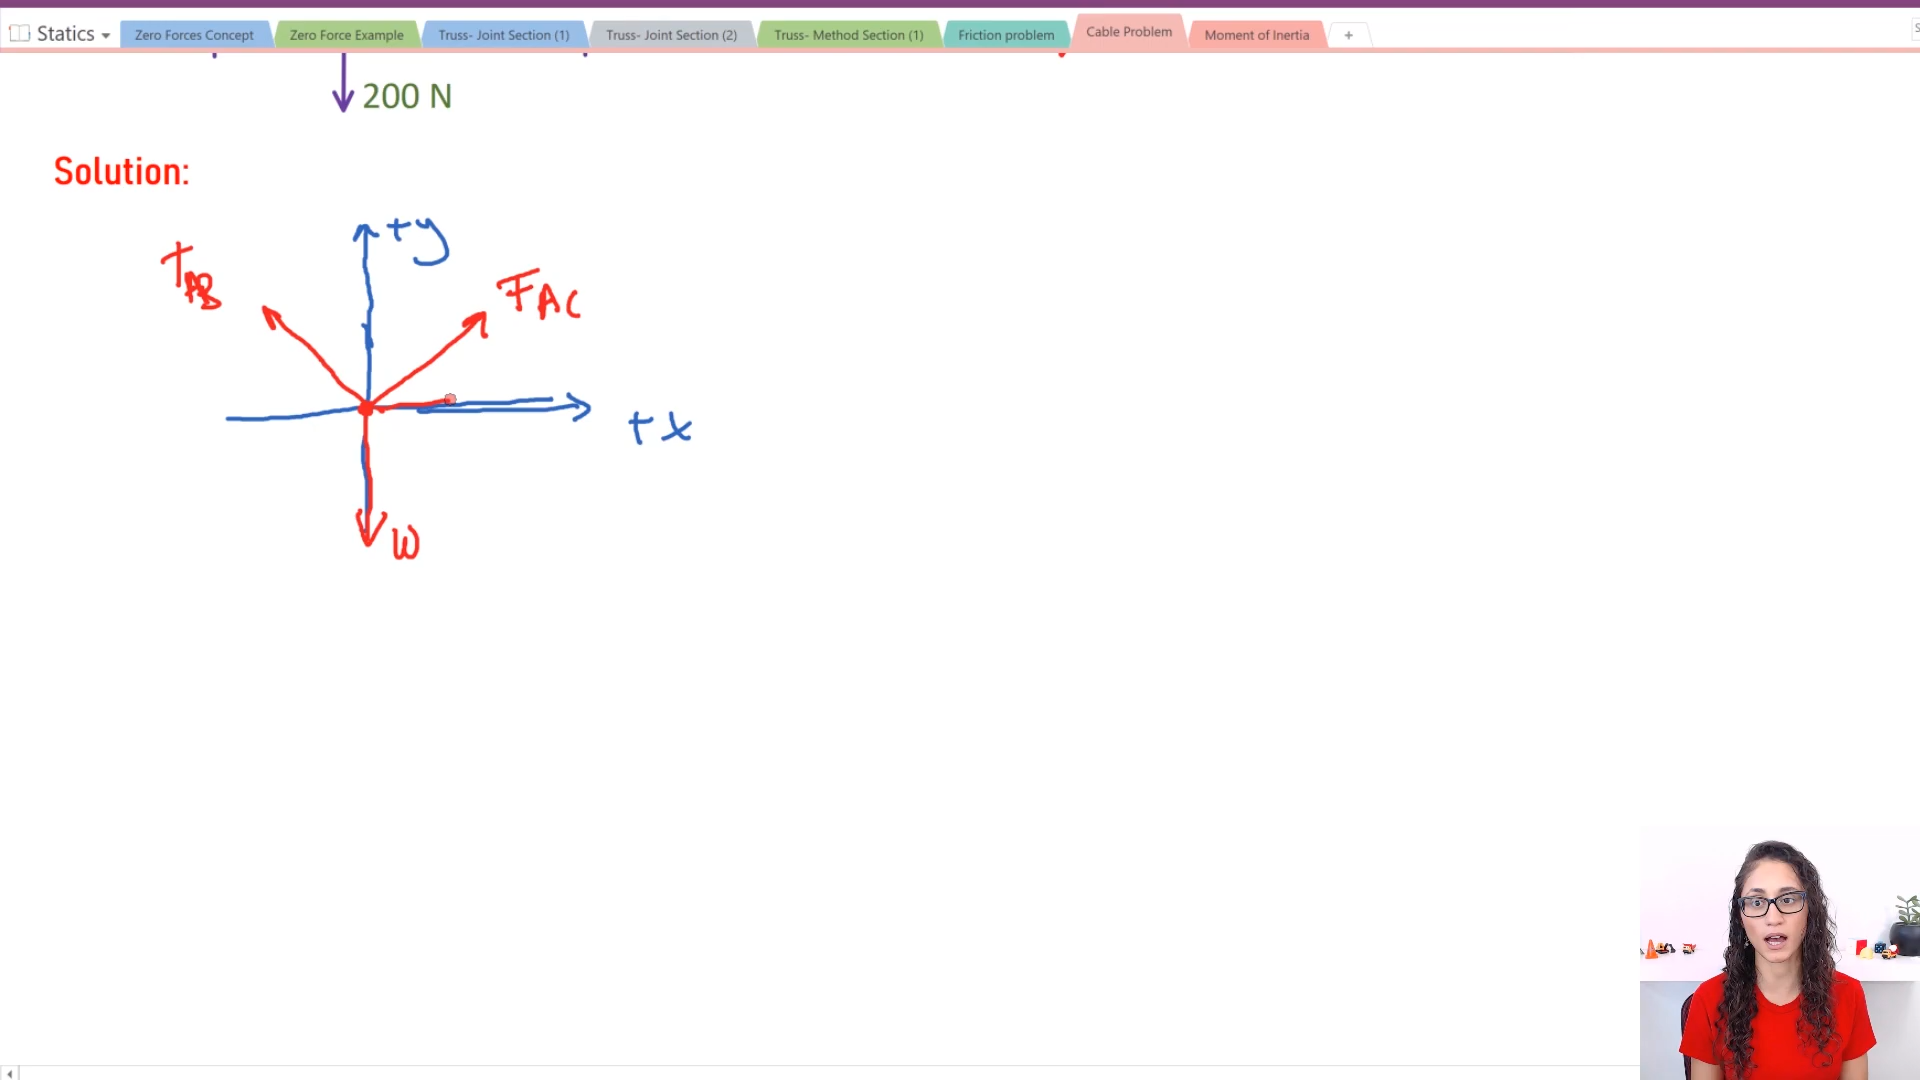 Statics
Zero Forces Concept
Zero Force Example
Truss- Joint Section (1)
Truss- Joint Section (2)
Truss- Method Section (1)
Friction problem
Cable Problem
Moment of Inertia
+
200 N
Solution:
+y
TAB
FAC
+x
W